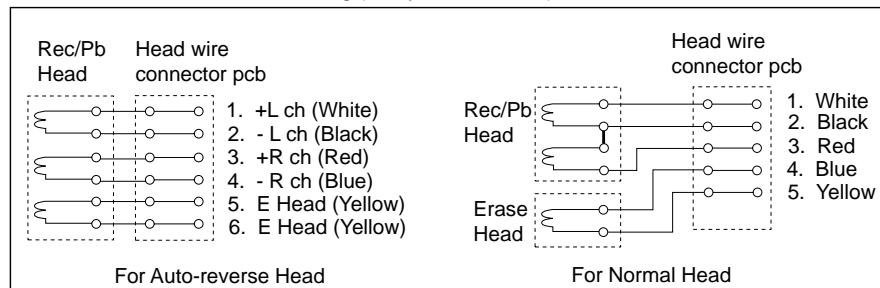 Rec/Pb Head
Head wire connector pcb
1. +L ch (White)
2. - L ch (Black)
3. +R ch (Red)
4. - R ch (Blue)
5. E Head (Yellow)
6. E Head (Yellow)
For Auto-reverse Head
Head wire connector pcb
Rec/Pb Head
Erase Head
1. White
2. Black
3. Red
4. Blue
5. Yellow
For Normal Head